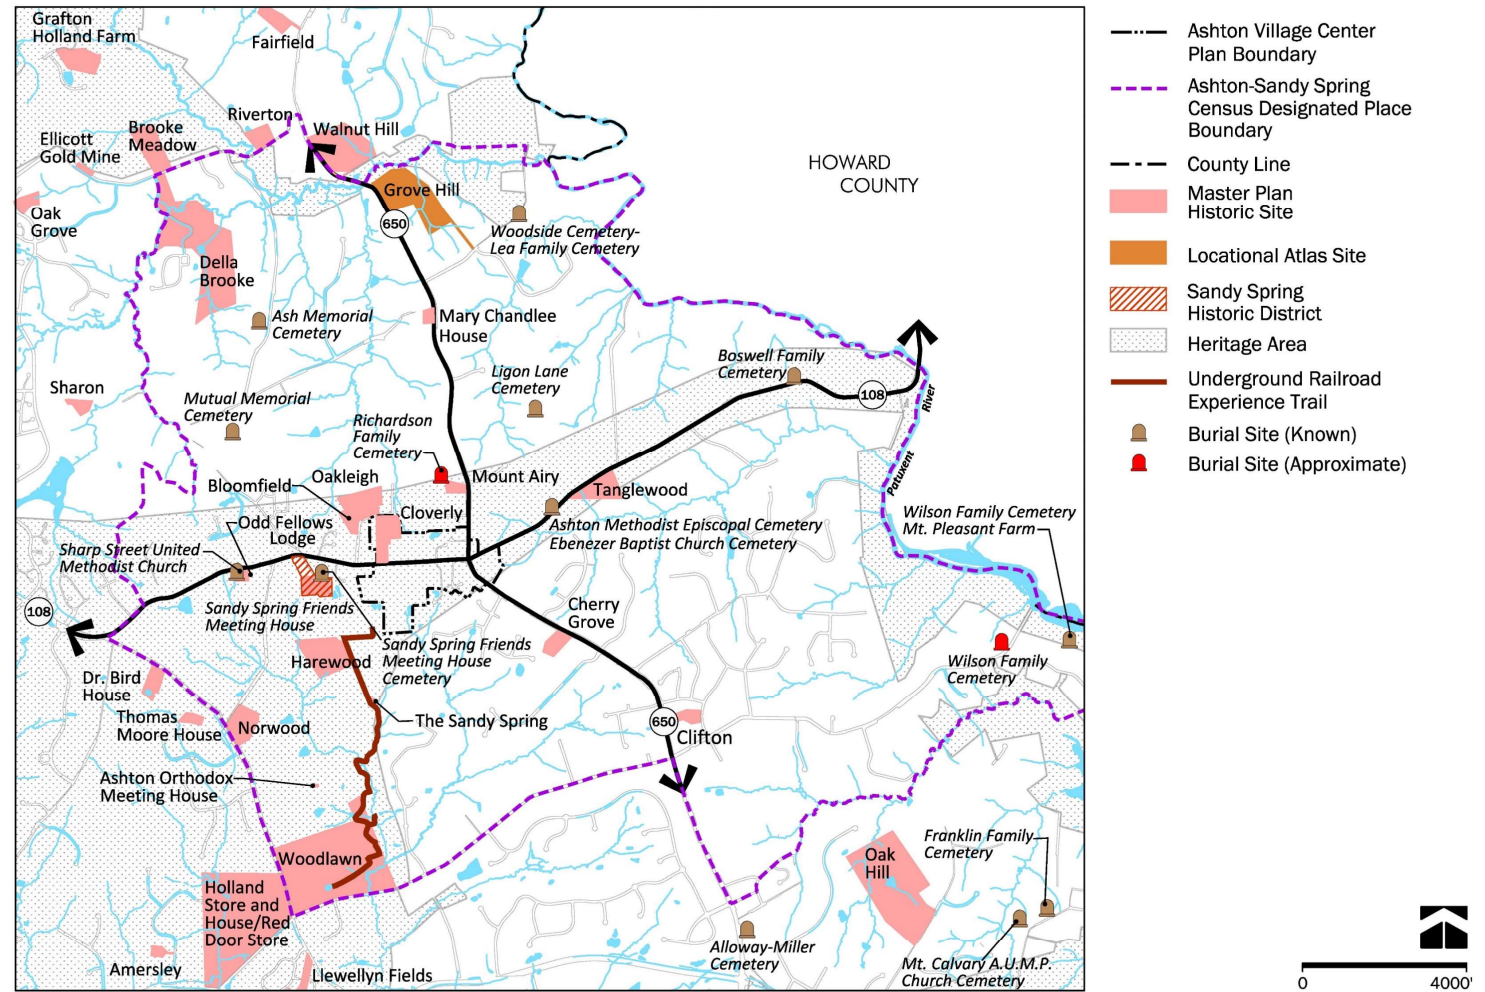 Grafton
Holland Farm
Fairfield
Riverton
Walnut Hill
Brooke
Meadow
Ellicott
Gold Mine
Grove Hill
HOWARD
COUNTY
Oak
Grove
650
Woodside Cemetery-
Lea Family Cemetery
Della
Brooke
Ash Memorial
Cemetery
Mary Chandlee
House
Boswell Family
Cemetery
108
River
Patuxent
Ligon Lane
Cemetery
Sharon
Mutual Memorial
Cemetery
Richardson
Family
Cemetery
Oakleigh
Bloomfield
Mount Airy
Tanglewood
Cloverly
Odd Fellows
Lodge
Ashton Methodist Episcopal Cemetery
Ebenezer Baptist Church Cemetery
Wilson Family Cemetery
Mt. Pleasant Farm
Sharp Street United
Methodist Church
108
Sandy Spring Friends
Meeting House
Cherry
Grove
Sandy Spring Friends
Meeting House
Cemetery
Harewood
Wilson Family
Cemetery
Dr. Bird
House
Thomas
Moore House
Norwood
The Sandy Spring
650
Clifton
Ashton Orthodox
Meeting House
Franklin Family
Cemetery
Woodlawn
Oak
Hill
Holland
Store and
House/Red
Door Store
Alloway-Miller
Cemetery
Mt. Calvary A.U.M.P.
Church Cemetery
Amersley
Llewellyn Fields
Ashton Village Center
Plan Boundary
Ashton-Sandy Spring
Census Designated Place
Boundary
County Line
Master Plan
Historic Site
Locational Atlas Site
Sandy Spring
Historic District
Heritage Area
Underground Railroad
Experience Trail
Burial Site (Known)
Burial Site (Approximate)
0 4000'